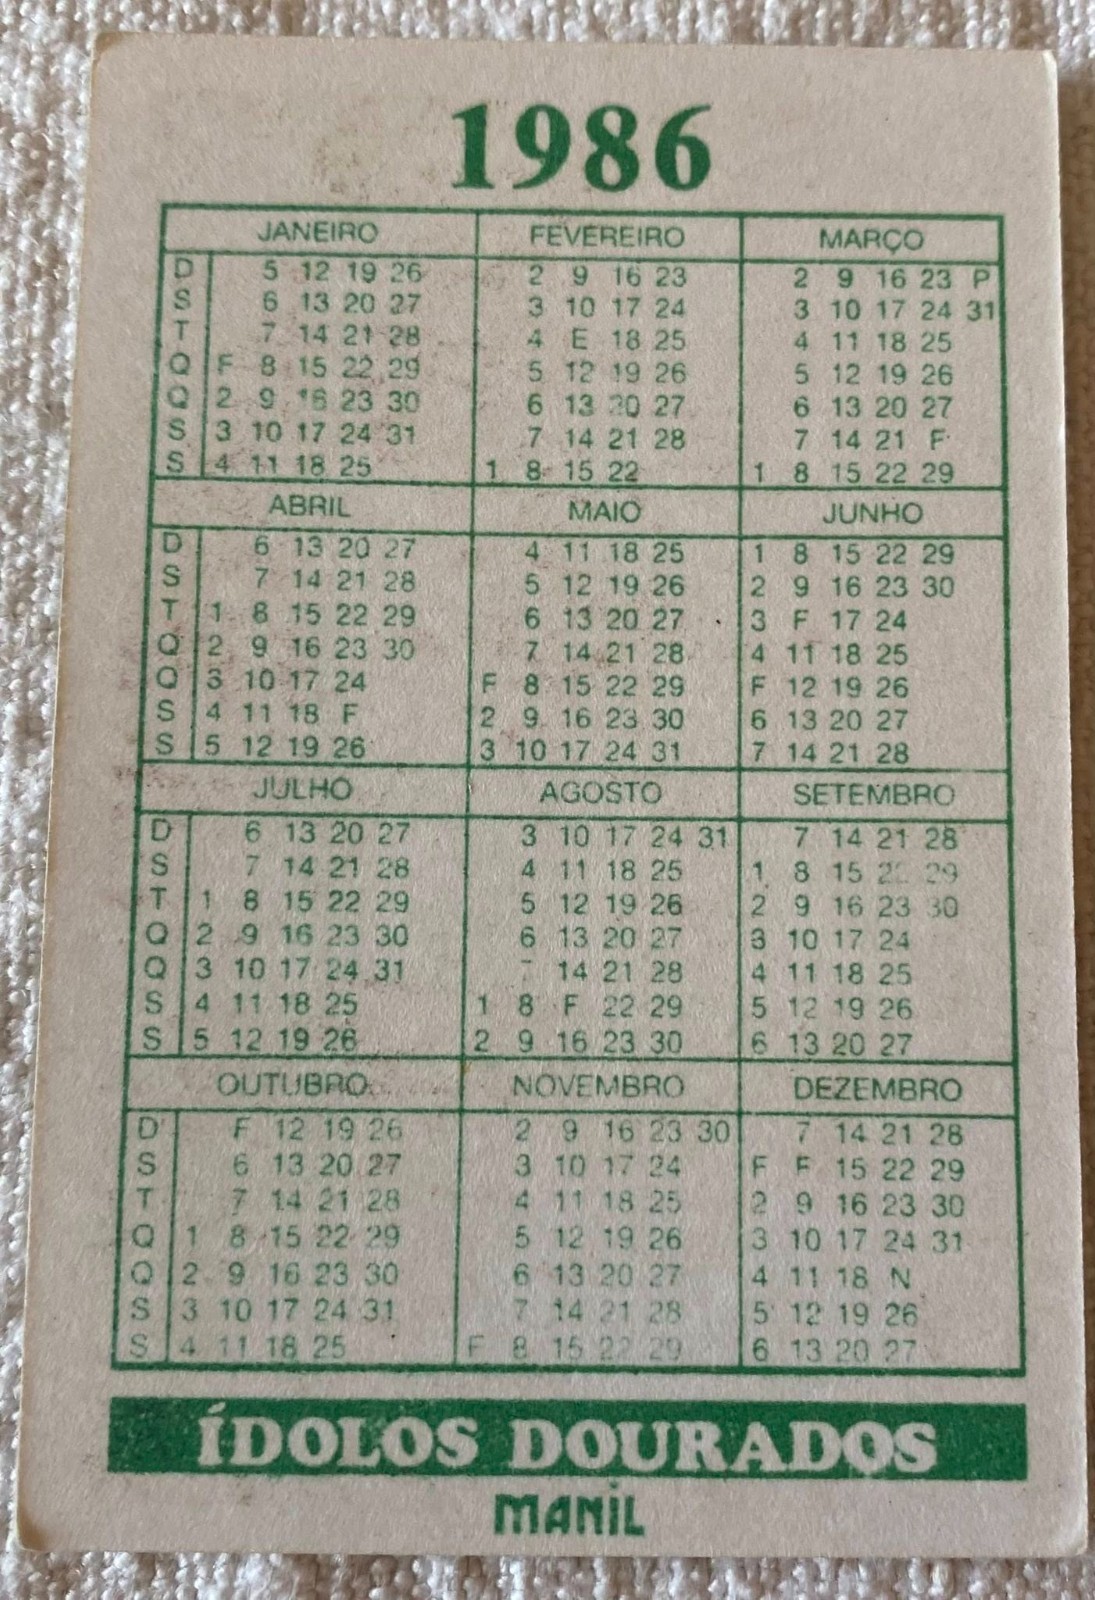 1986
JANEIRO FEVEREIRO MARÇO
D 5 12 19 26 2 9 16 23 2 9 16 23 P
S 6 13 20 27 3 10 17 24 3 10 17 24 31
T 7 14 21 28 4 E 18 25 4 11 18 25
Q F 8 15 22 29 5 12 19 26 5 12 19 26
Q 2 9 16 23 30 6 13 20 27 6 13 20 27
S 3 10 17 24 31 7 14 21 28 7 14 21 F
S 4 11 18 25 1 8 15 22 1 8 15 22 29
ABRIL MAIO JUNHO
D 6 13 20 27 4 11 18 25 1 8 15 22 29
S 7 14 21 28 5 12 19 26 2 9 16 23 30
T 1 8 15 22 29 6 13 20 27 3 F 17 24
Q 2 9 16 23 30 7 14 21 28 4 11 18 25
Q 3 10 17 24 F 8 15 22 29 F 12 19 26
S 4 11 18 F 2 9 16 23 30 6 13 20 27
S 5 12 19 26 3 10 17 24 31 7 14 21 28
JULHO AGOSTO SETEMBRO
D 6 13 20 27 3 10 17 24 31 7 14 21 28
S 7 14 21 28 4 11 18 25 1 8 15 22 29
T 1 8 15 22 29 5 12 19 26 2 9 16 23 30
Q 2 9 16 23 30 6 13 20 27 3 10 17 24
Q 3 10 17 24 31 14 21 28 4 11 18 25
S 4 11 18 25 1 8 F 22 29 5 12 19 26
S 5 12 19 26 2 9 16 23 30 6 13 20 27
OUTUBRO NOVEMBRO DEZEMBRO
D F 12 19 26 2 9 16 23 30 7 14 21 28
S 6 13 20 27 3 10 17 24 F F 15 22 29
T 7 14 21 28 4 11 18 25 2 9 16 23 30
Q 1 8 15 22 29 5 12 19 26 3 10 17 24 31
Q 2 9 16 23 30 6 13 20 27 4 11 18 N
S 3 10 17 24 31 7 14 21 28 5 12 19 26
S 4 11 18 25 F 8 15 22 29 6 13 20 27
ÍDOLOS DOURADOS
MANIL